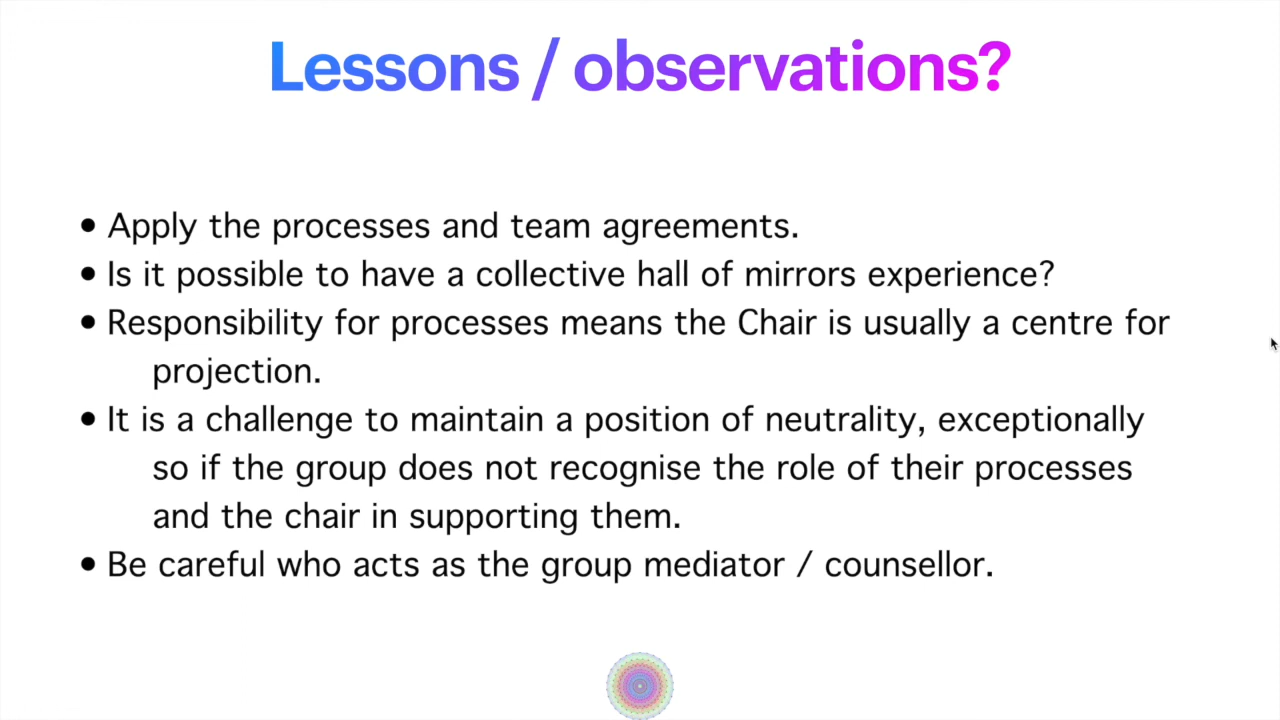 Lessons / observations?
• Apply the processes and team agreements.
• Is it possible to have a collective hall of mirrors experience?
• Responsibility for processes means the Chair is usually a centre for
projection.
• It is a challenge to maintain a position of neutrality, exceptionally
so if the group does not recognise the role of their processes
and the chair in supporting them.
• Be careful who acts as the group mediator / counsellor.